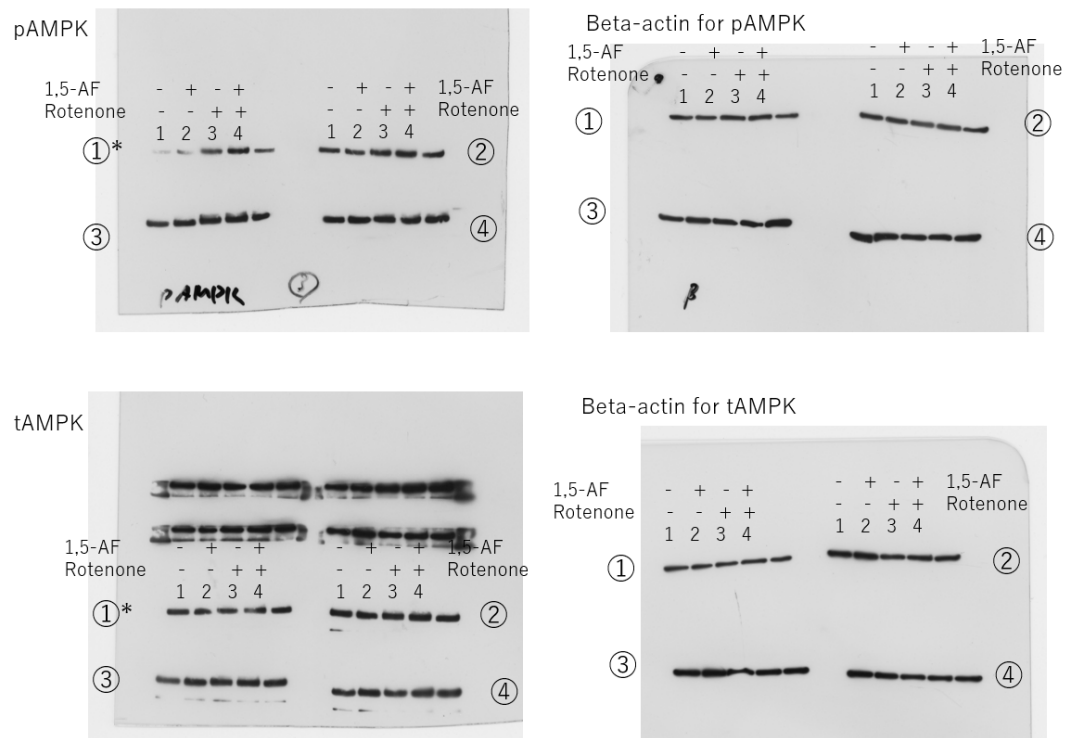 pAMPK
1,5-AF - + - +
Rotenone - - + +
1 2 3 4
①*
③
- + - + 1,5-AF
- - + + Rotenone
1 2 3 4
②
④
pAMPK
3
Beta-actin for pAMPK
1,5-AF - + - +
Rotenone - - + +
1 2 3 4
①
③
- + - + 1,5-AF
- - + + Rotenone
1 2 3 4
②
④
β
tAMPK
1,5-AF - + - +
Rotenone - - + +
1 2 3 4
①*
③
- + - + 1,5-AF
- - + + Rotenone
1 2 3 4
②
④
Beta-actin for tAMPK
1,5-AF - + - +
Rotenone - - + +
1 2 3 4
①
③
- + - + 1,5-AF
- - + + Rotenone
1 2 3 4
②
④